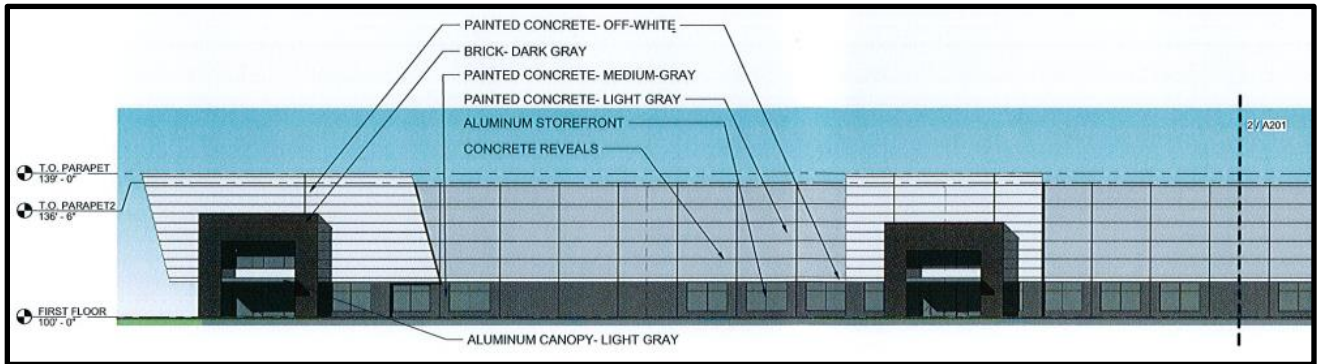 PAINTED CONCRETE- OFF-WHITE
BRICK- DARK GRAY
PAINTED CONCRETE- MEDIUM-GRAY
PAINTED CONCRETE- LIGHT GRAY
ALUMINUM STOREFRONT
CONCRETE REVEALS
2 / A201
T.O. PARAPET
139' - 0"
T.O. PARAPET2
136' - 6"
FIRST FLOOR
100' - 0"
ALUMINUM CANOPY- LIGHT GRAY